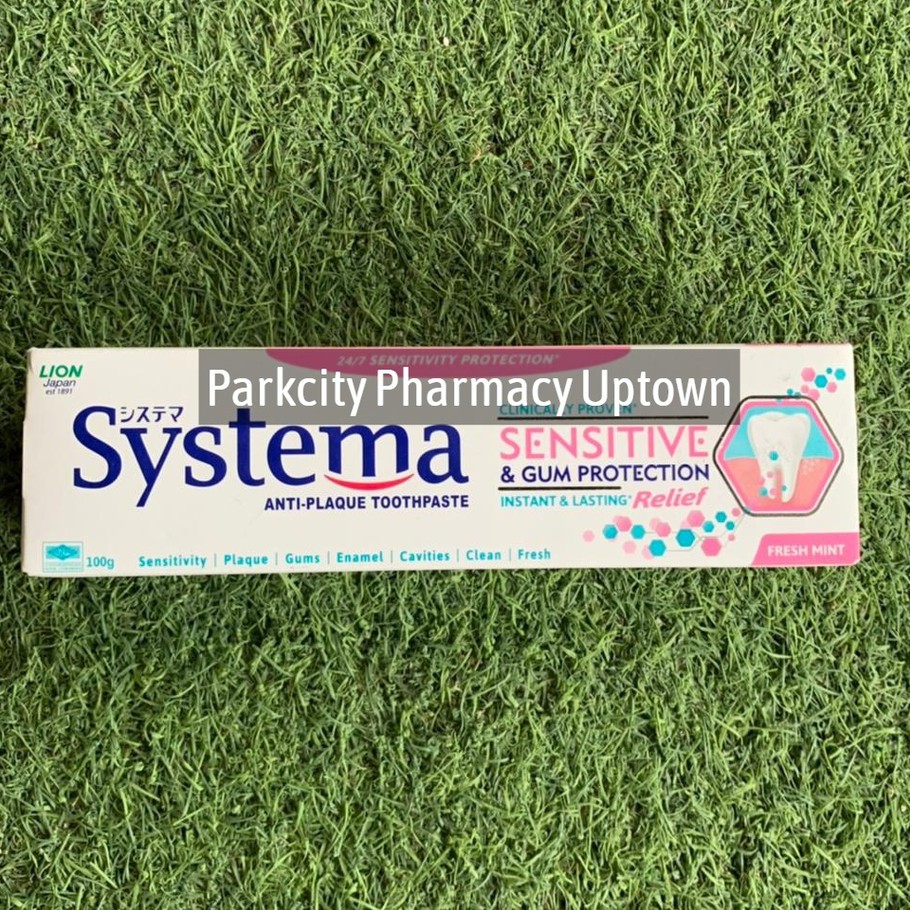 24/7 SENSITIVITY PROTECTION*
Parkcity Pharmacy Uptown
LION
Japan
est 1891
システマ
Systema
ANTI-PLAQUE TOOTHPASTE
CLINICALLY PROVEN*
SENSITIVE
& GUM PROTECTION
INSTANT & LASTING* Relief
100g
Sensitivity | Plaque | Gums | Enamel | Cavities | Clean | Fresh
FRESH MINT